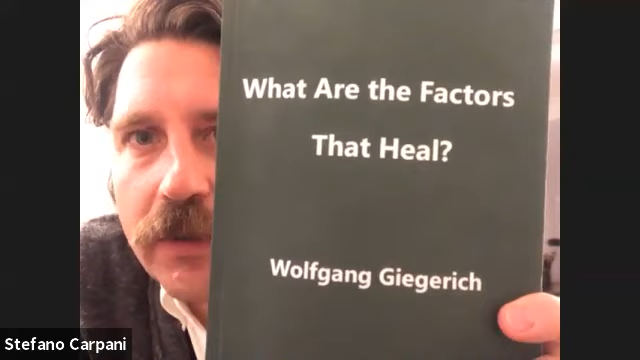 What Are the Factors
That Heal?
Wolfgang Giegerich
Stefano Carpani